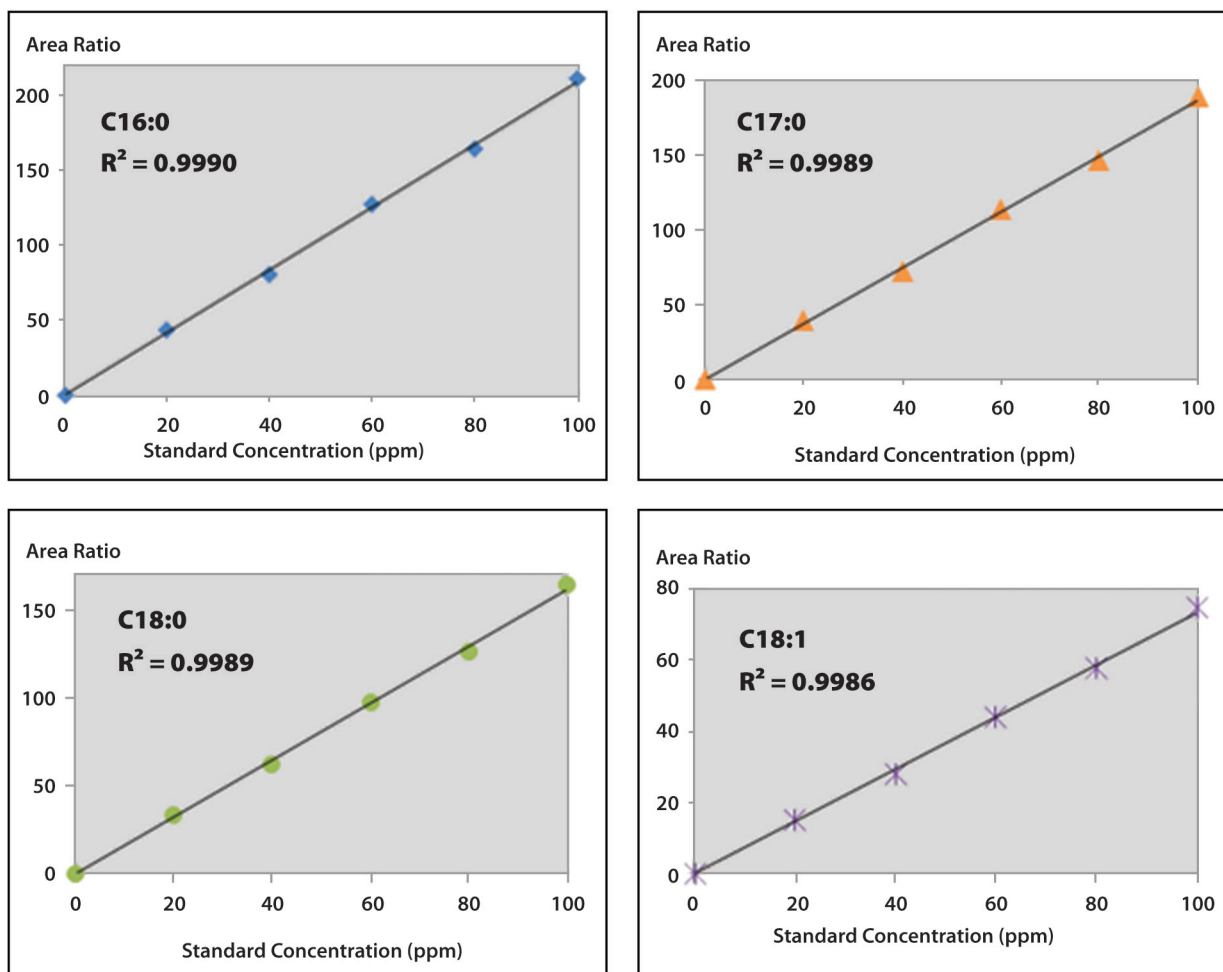 Area Ratio
C16:0
R² = 0.9990
200
150
100
50
0
0 20 40 60 80 100
Standard Concentration (ppm)
Area Ratio
C17:0
R² = 0.9989
200
150
100
50
0
0 20 40 60 80 100
Standard Concentration (ppm)
Area Ratio
C18:0
R² = 0.9989
150
100
50
0
0 20 40 60 80 100
Standard Concentration (ppm)
Area Ratio
C18:1
R² = 0.9986
80
60
40
20
0
0 20 40 60 80 100
Standard Concentration (ppm)